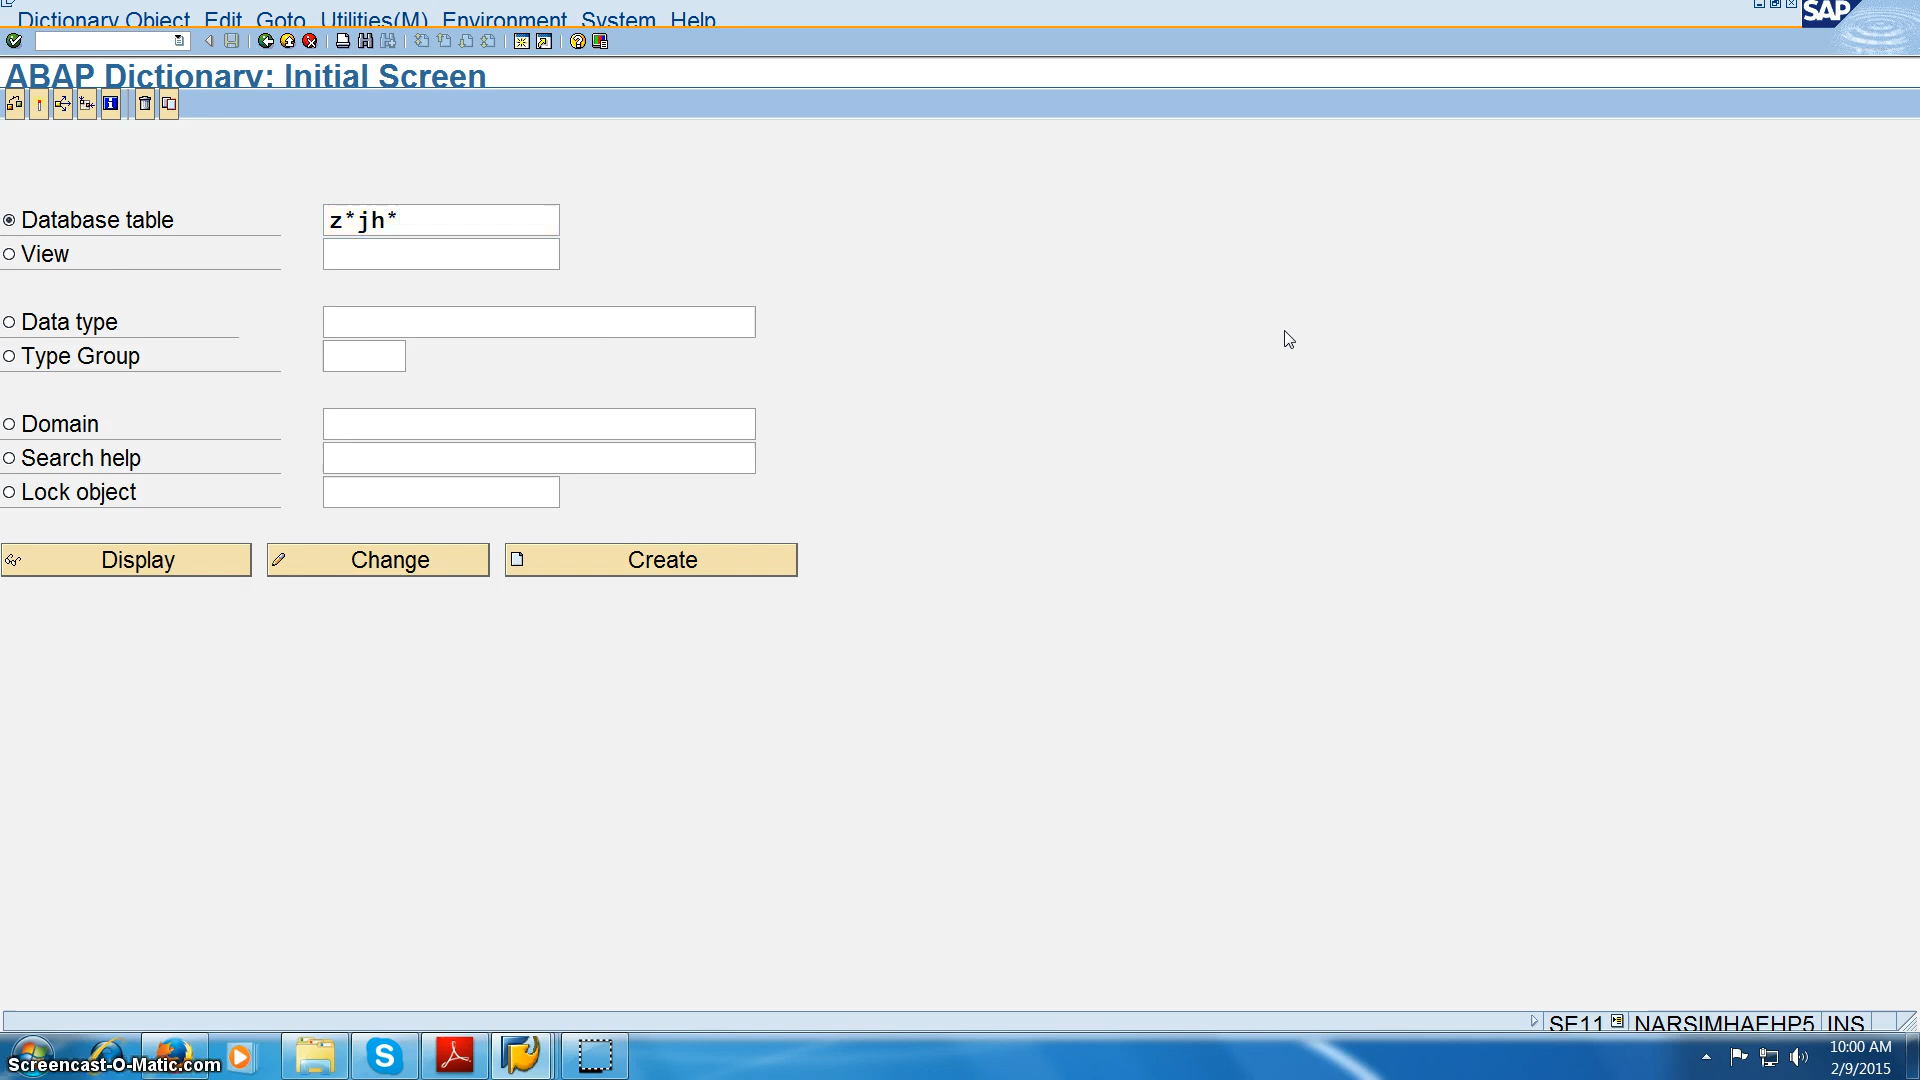 Dictionary Object Edit Goto Utilities(M) Environment System Help
SAP
ABAP Dictionary: Initial Screen
Database table z*jh*
View
Data type
Type Group
Domain
Search help
Lock object
Display Change Create
SE11 NARSIMHAEHP5 INS
10:00 AM
Screencast-O-Matic.com
2/9/2015